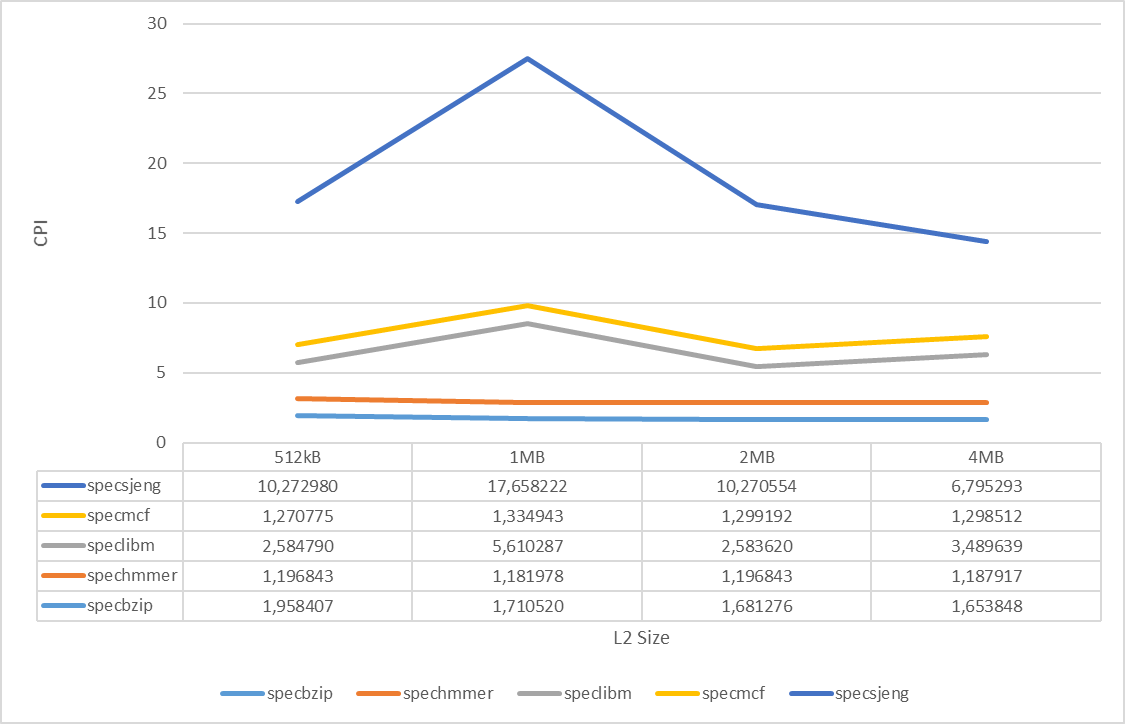 30
25
20
15
10
5
0
CPI
512kB 1MB 2MB 4MB
specsjeng 10,272980 17,658222 10,270554 6,795293
specmcf 1,270775 1,334943 1,299192 1,298512
speclibm 2,584790 5,610287 2,583620 3,489639
spechmmer 1,196843 1,181978 1,196843 1,187917
specbzip 1,958407 1,710520 1,681276 1,653848
L2 Size
specbzip spechmmer speclibm specmcf specsjeng